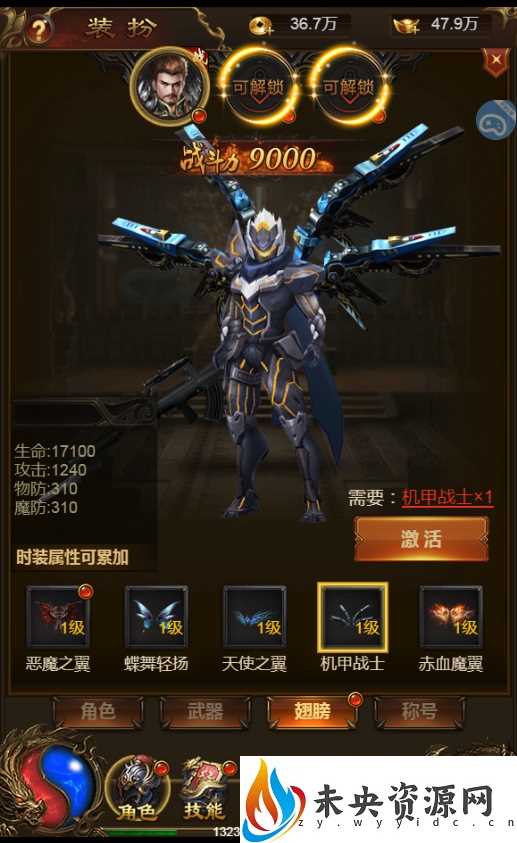 ? 装扮 36.7万 47.9万
战
可解锁 可解锁
战斗力 9000
生命:17100
攻击:1240
物防:310
魔防:310
需要：机甲战士×1
激活
时装属性可累加
1级 1级 1级 1级 1级
恶魔之翼 蝶舞轻扬 天使之翼 机甲战士 赤血魔翼
角色 武器 翅膀 称号
角色 技能
1323
未央资源网
zy.wyyidc.cn